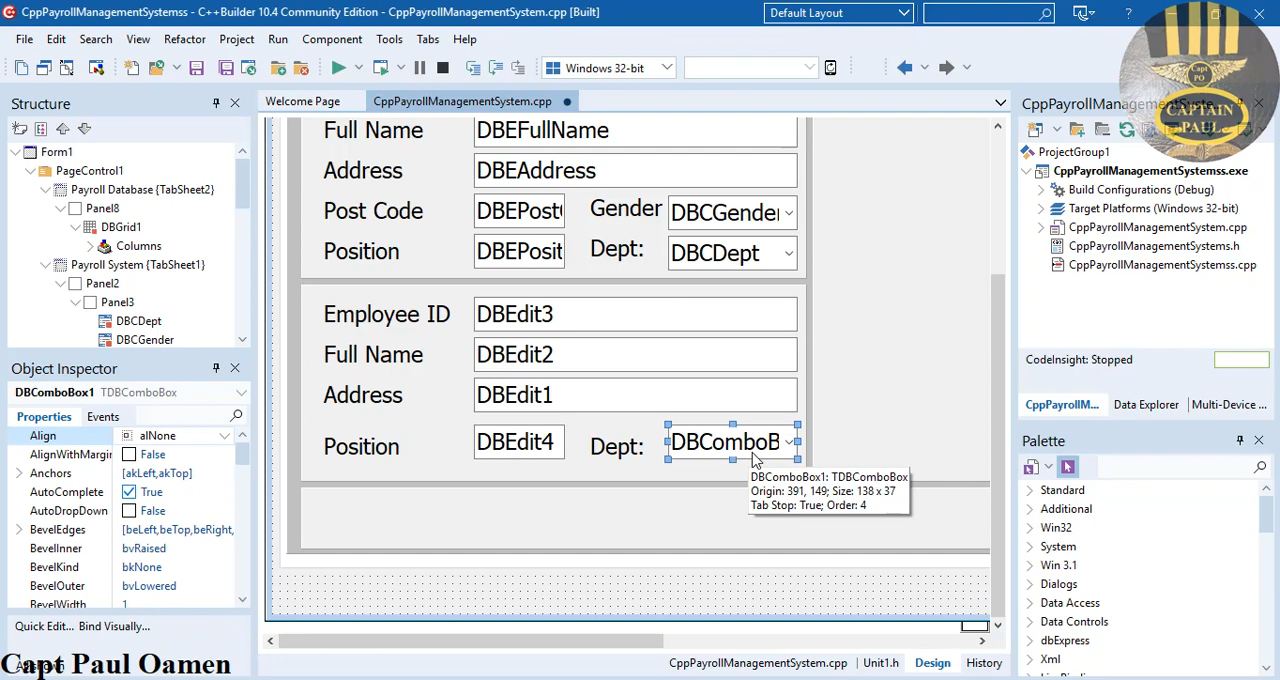 CppPayrollManagementSystemss - C++Builder 10.4 Community Edition - CppPayrollManagementSystem.cpp [Built]
Default Layout
?
File Edit Search View Refactor Project Run Component Tools Tabs Help
Windows 32-bit
Structure
Form1
PageControl1
Payroll Database {TabSheet2}
Panel8
DBGrid1
Columns
Payroll System {TabSheet1}
Panel2
Panel3
DBCDept
DBCGender
Object Inspector
DBComboBox1 TDBComboBox
Properties Events
Align alNone
AlignWithMargin False
Anchors [akLeft,akTop]
AutoComplete True
AutoDropDown False
BevelEdges [beLeft,beTop,beRight,
BevelInner bvRaised
BevelKind bkNone
BevelOuter bvLowered
BevelWidth 1
Quick Edit... Bind Visually...
Capt Paul Oamen
Welcome Page CppPayrollManagementSystem.cpp
Full Name DBEFullName
Address DBEAddress
Post Code DBEPost Gender DBCGender
Position DBEPosit Dept: DBCDept
Employee ID DBEdit3
Full Name DBEdit2
Address DBEdit1
Position DBEdit4 Dept: DBComboB
DBComboBox1: TDBComboBox
Origin: 391, 149; Size: 138 x 37
Tab Stop: True; Order: 4
CppPayrollManagementSystem.cpp Unit1.h Design History
Capt PO
CAPTAIN
PAUL
CppPayrollManagementSyste...
ProjectGroup1
CppPayrollManagementSystemss.exe
Build Configurations (Debug)
Target Platforms (Windows 32-bit)
CppPayrollManagementSystem.cpp
CppPayrollManagementSystems.h
CppPayrollManagementSystemss.cpp
CodeInsight: Stopped
CppPayrollM... Data Explorer Multi-Device ...
Palette
Standard
Additional
Win32
System
Win 3.1
Dialogs
Data Access
Data Controls
dbExpress
Xml